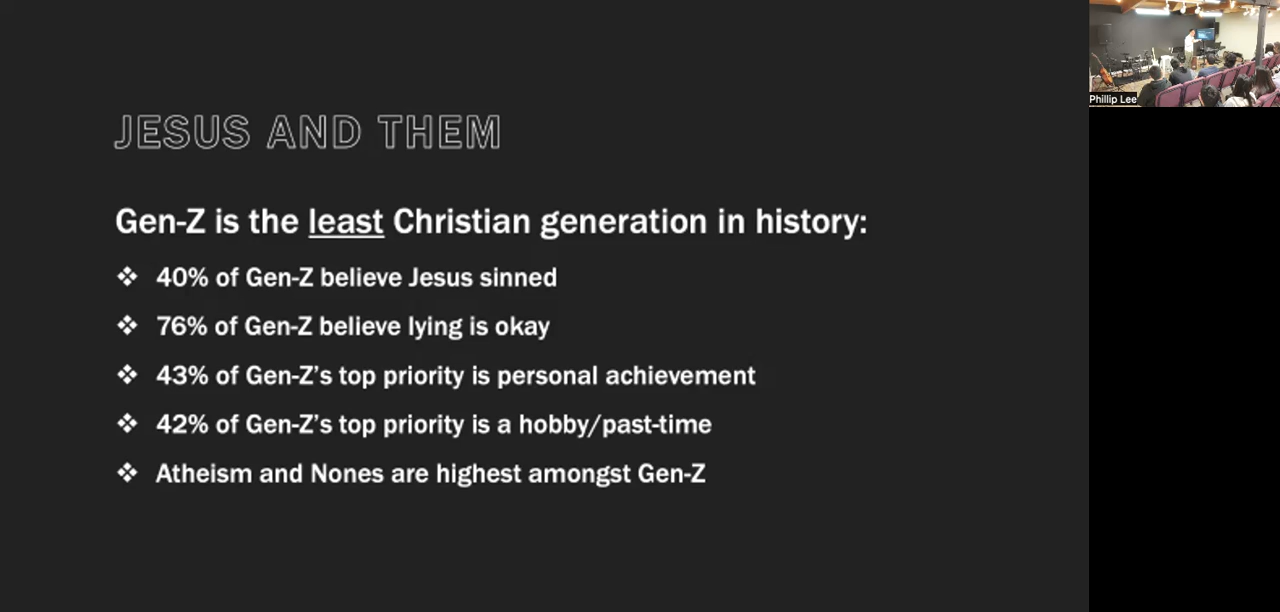 JESUS AND THEM
Gen-Z is the least Christian generation in history:
❖ 40% of Gen-Z believe Jesus sinned
❖ 76% of Gen-Z believe lying is okay
❖ 43% of Gen-Z’s top priority is personal achievement
❖ 42% of Gen-Z’s top priority is a hobby/past-time
❖ Atheism and Nones are highest amongst Gen-Z
Phillip Lee